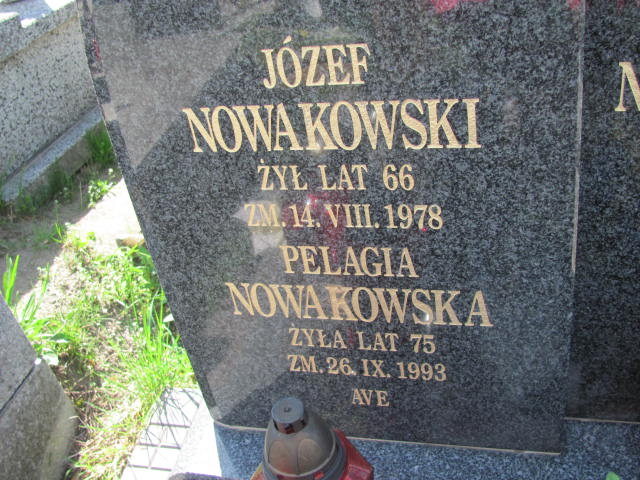 JÓZEF
NOWAKOWSKI
ŻYŁ LAT 66
ZM. 14. VIII. 1978
PELAGIA
NOWAKOWSKA
ŻYŁA LAT 75
ZM. 26. IX. 1993
AVE
N